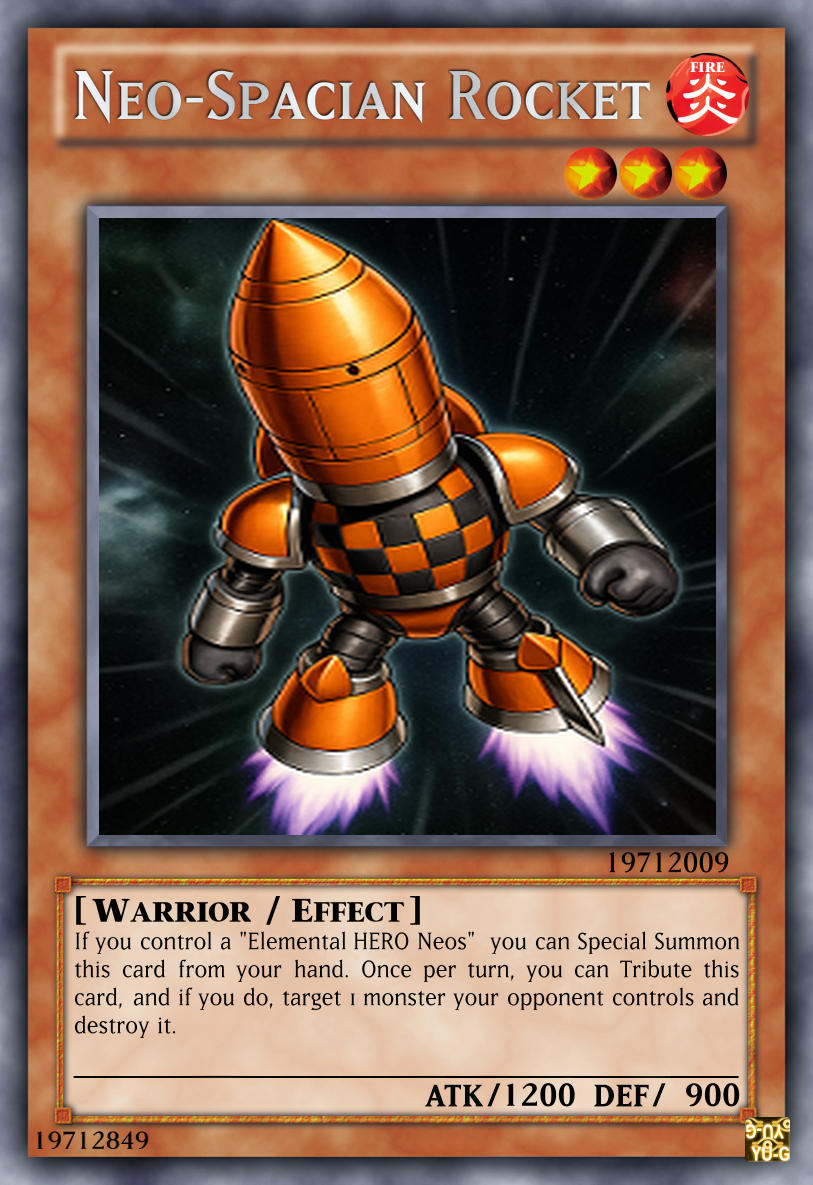 Neo-Spacian Rocket
FIRE
炎
19712009
[ Warrior / Effect ]
If you control a "Elemental HERO Neos"  you can Special Summon
this card from your hand. Once per turn, you can Tribute this
card, and if you do, target 1 monster your opponent controls and
destroy it.
ATK/1200 DEF/ 900
19712849